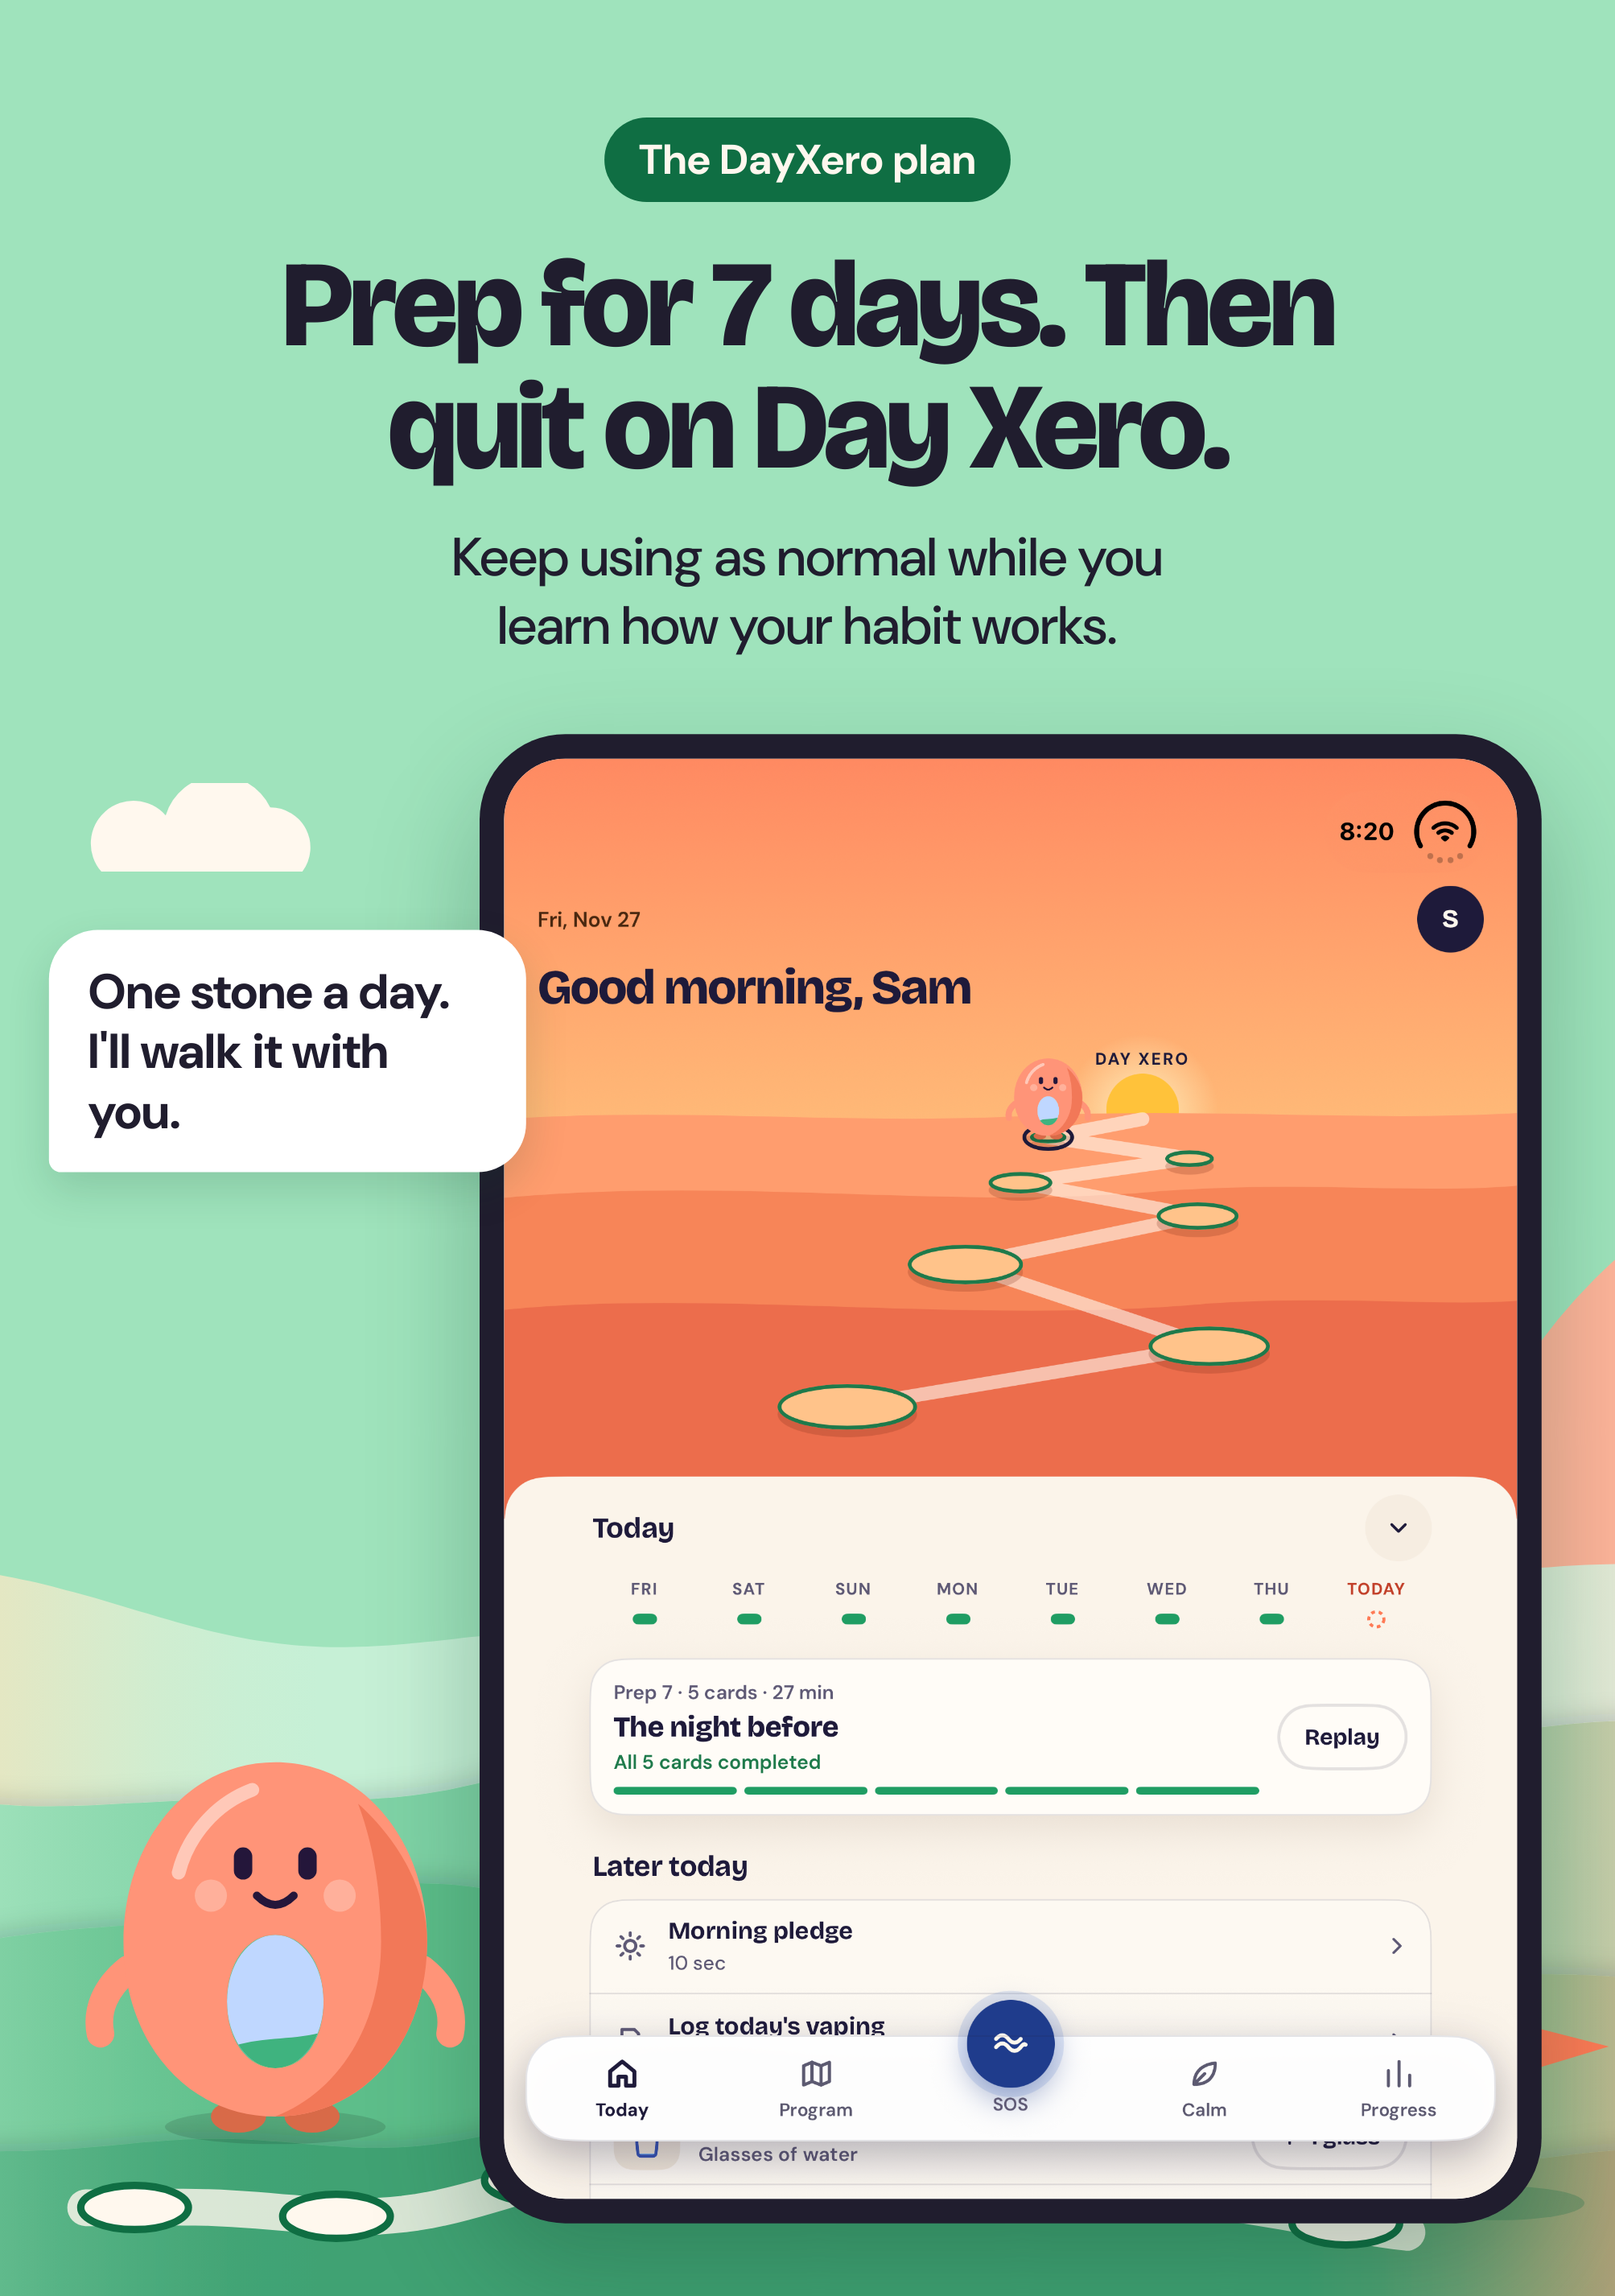 The DayXero plan
Prep for 7 days. Then
quit on Day Xero.
Keep using as normal while you
learn how your habit works.
8:20
Fri, Nov 27
S
Good morning, Sam
One stone a day.
I'll walk it with
you.
DAY XERO
Today
FRI SAT SUN MON TUE WED THU TODAY
Prep 7 · 5 cards · 27 min
The night before
All 5 cards completed
Replay
Later today
Morning pledge
10 sec
Log today's vaping
Today Program SOS Calm Progress
Glasses of water